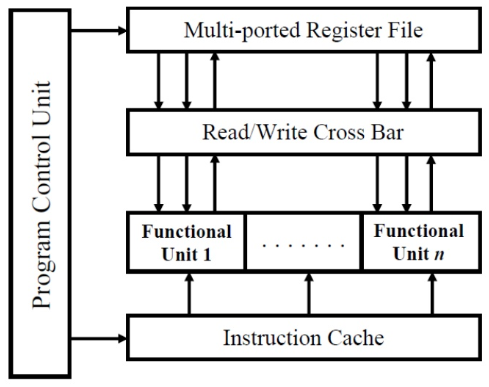 Program Control Unit
Multi-ported Register File
Read/Write Cross Bar
Functional
Unit 1
. . . . . . .
Functional
Unit n
Instruction Cache